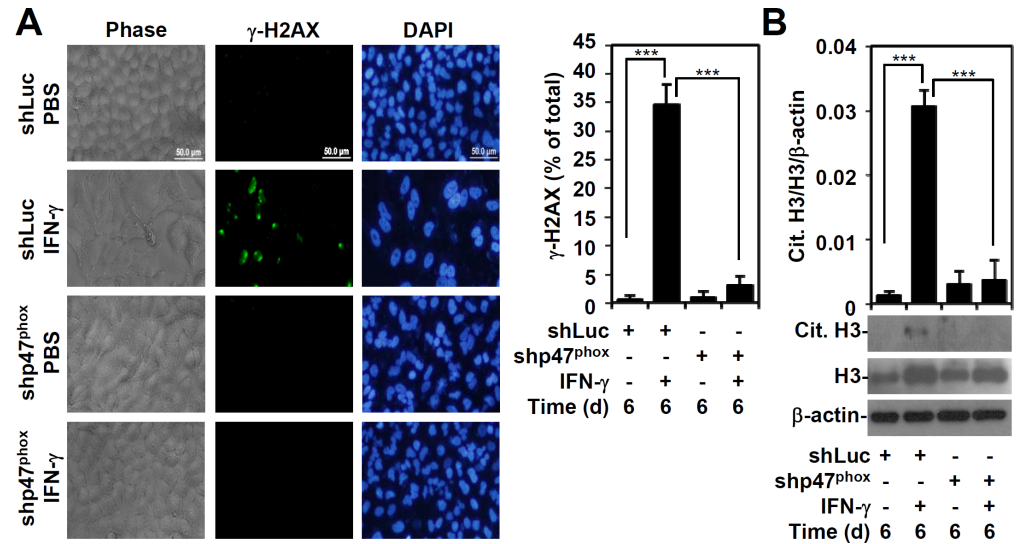 A
Phase γ-H2AX DAPI
shLuc
PBS
50.0 µm
50.0 µm
50.0 µm
shLuc
IFN-γ
shp47phox
PBS
shp47phox
IFN-γ
γ-H2AX (% of total)
45
40
35
30
25
20
15
10
5
0
***
***
shLuc + + - -
shp47phox - - + +
IFN-γ - + - +
Time (d) 6 6 6 6
B
Cit. H3/H3/β-actin
0.04
0.03
0.02
0.01
0
***
***
Cit. H3-
H3-
β-actin-
shLuc + + - -
shp47phox - - + +
IFN-γ - + - +
Time (d) 6 6 6 6